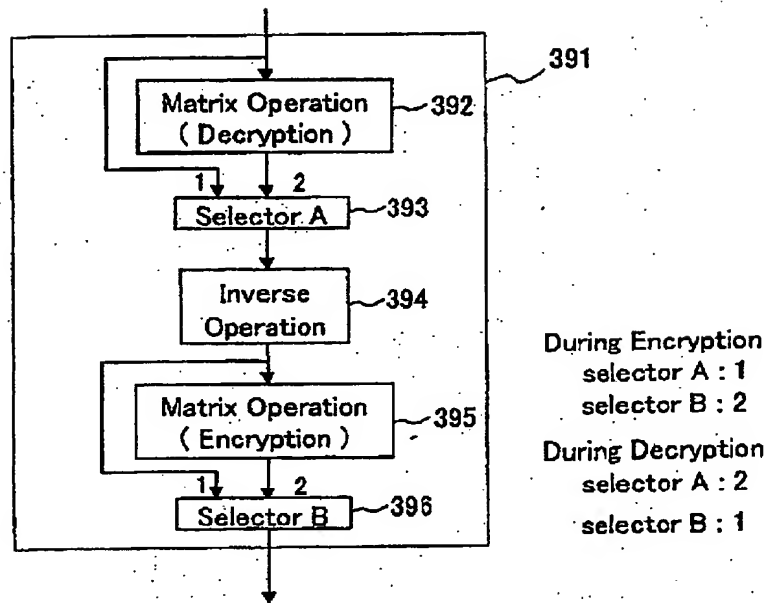 391
Matrix Operation
( Decryption )
392
1
2
Selector A
393
Inverse
Operation
394
Matrix Operation
( Encryption )
395
1
2
Selector B
396
During Encryption
selector A : 1
selector B : 2
During Decryption
selector A : 2
selector B : 1